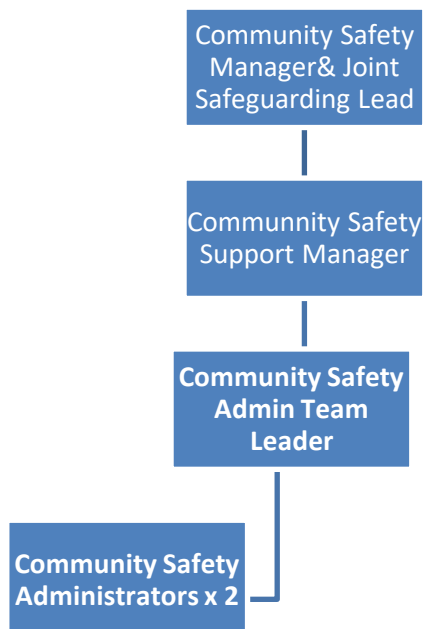 Community Safety
Manager& Joint
Safeguarding Lead
Communnity Safety
Support Manager
Community Safety
Admin Team
Leader
Community Safety
Administrators x 2